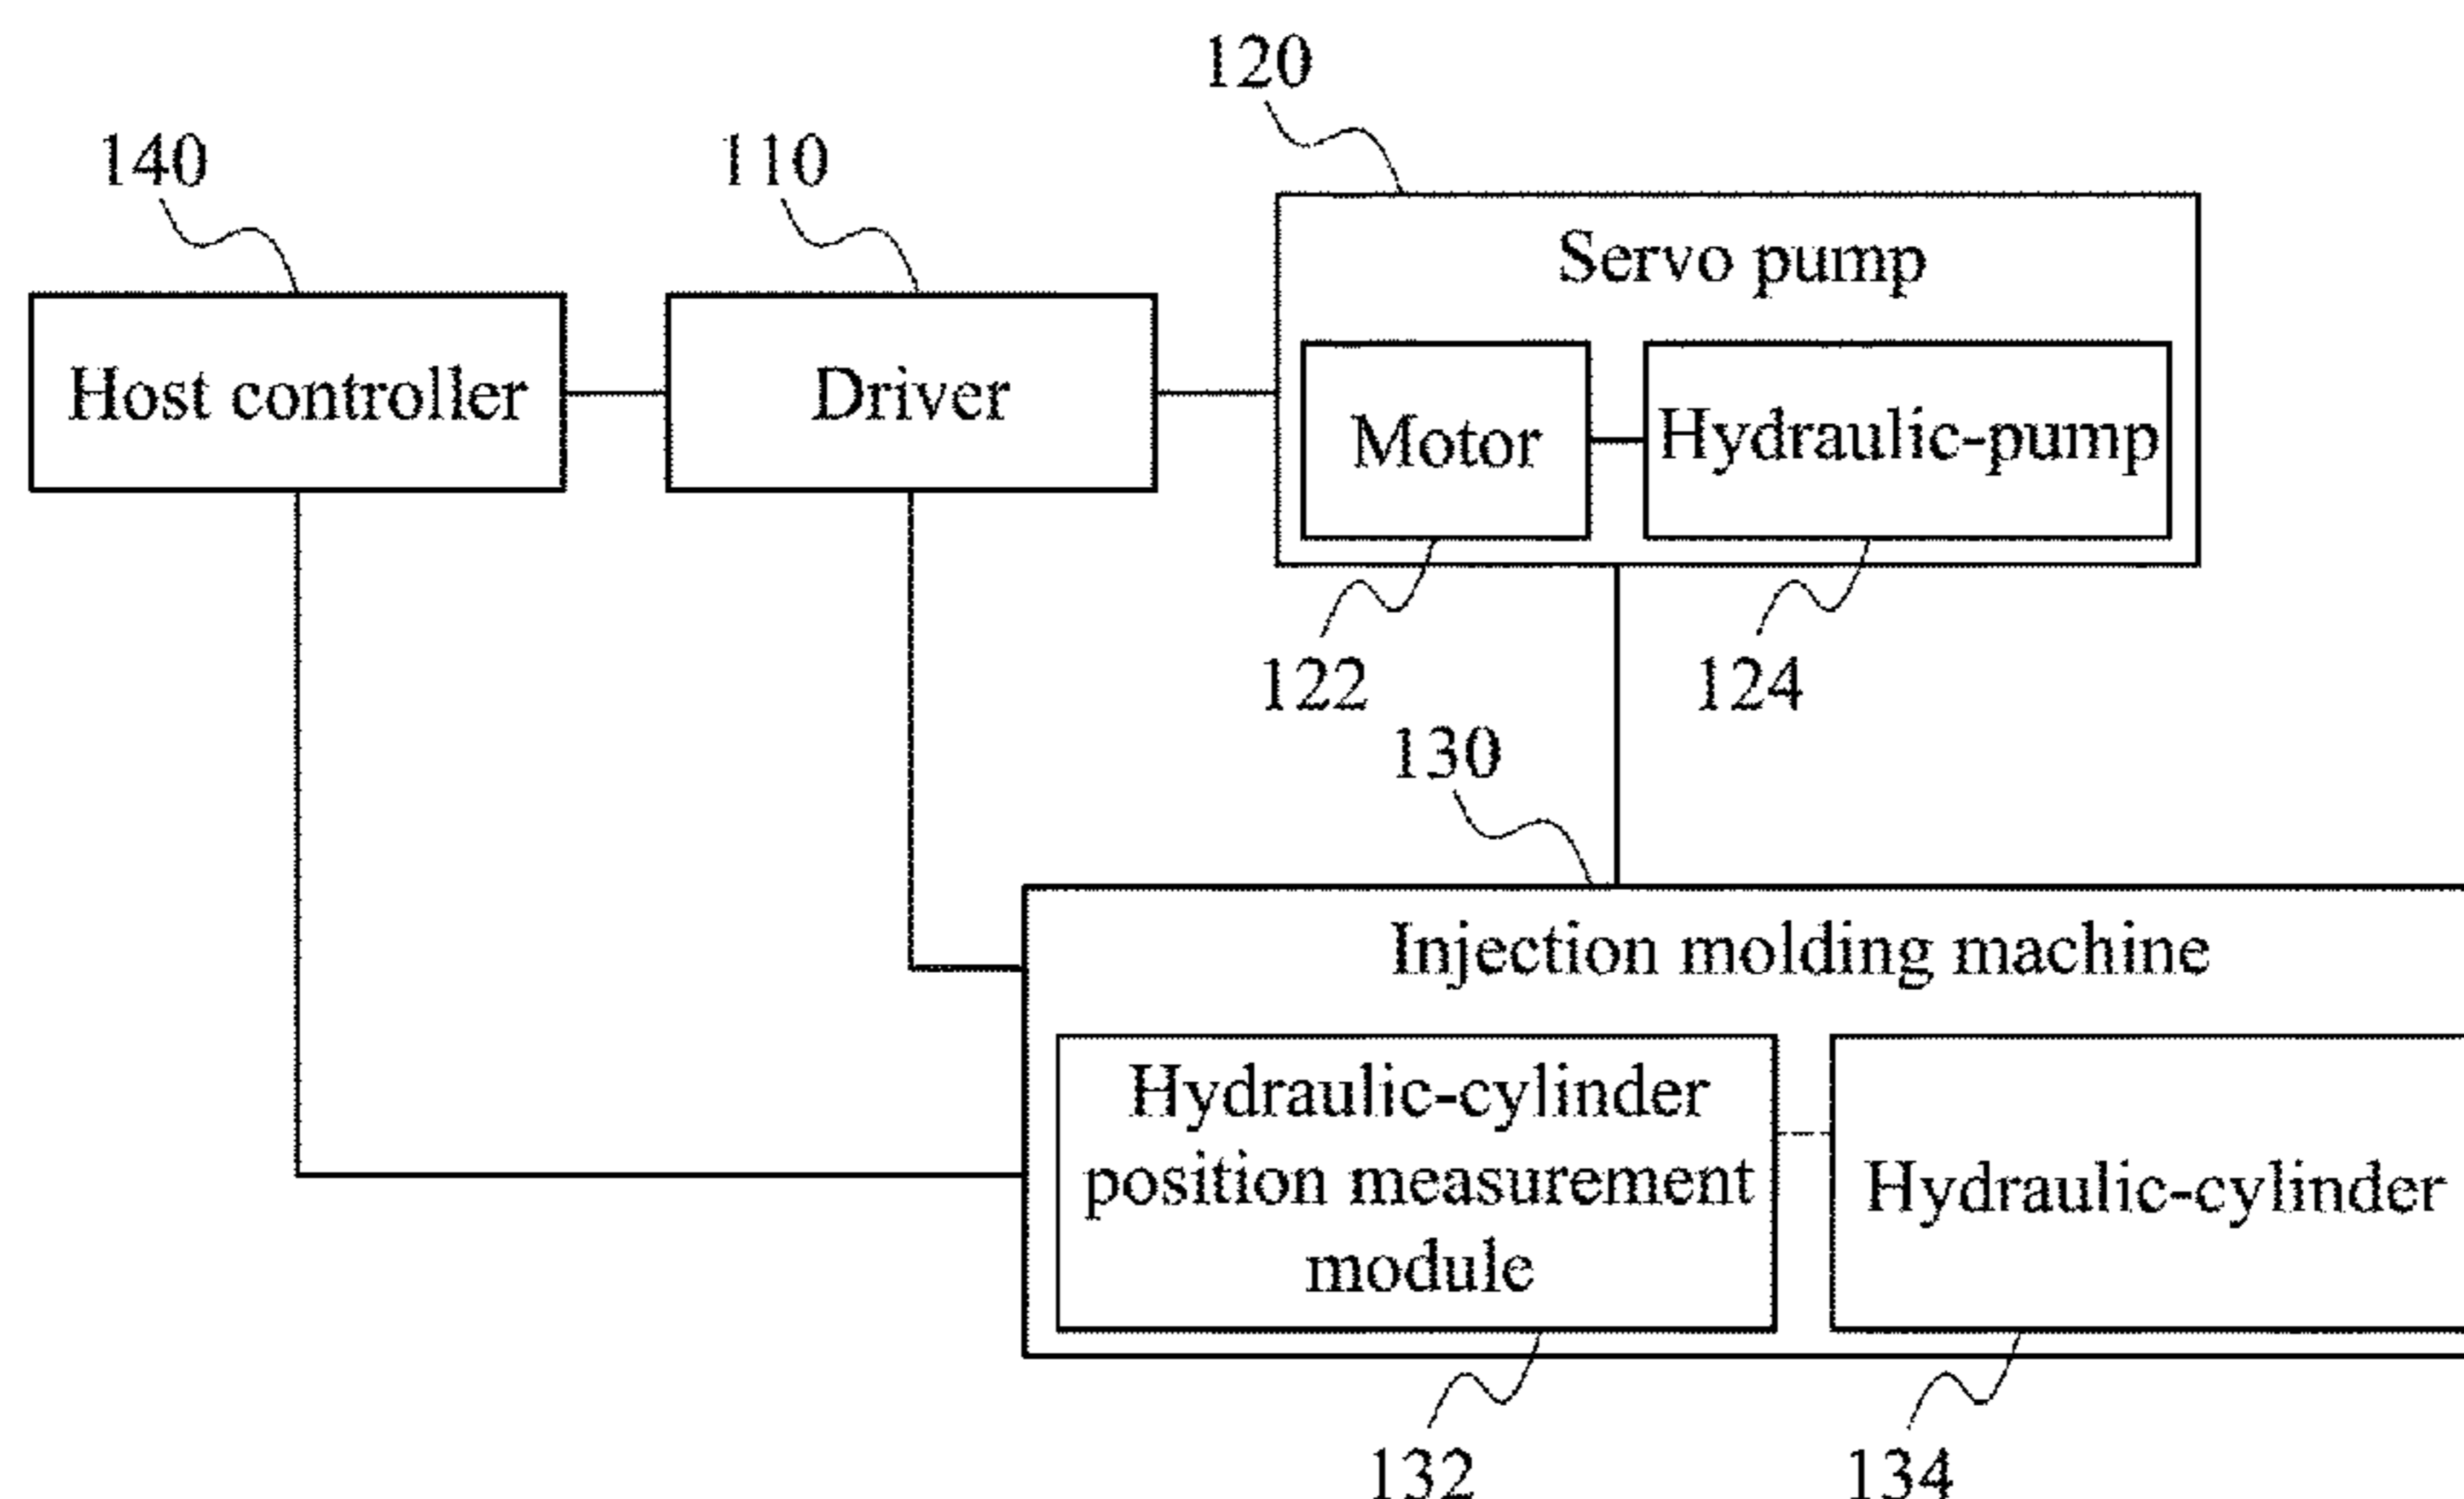 120
140
110
Servo pump
Host controller
Driver
Motor
Hydraulic-pump
122
124
130
Injection molding machine
Hydraulic-cylinder
position measurement
module
Hydraulic-cylinder
132
134